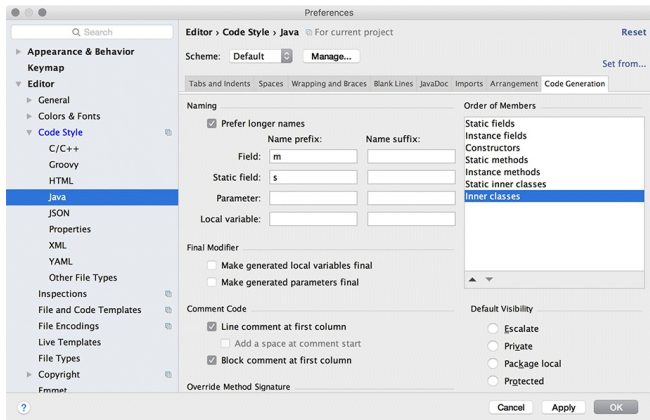 Preferences
Search
Appearance & Behavior
Keymap
Editor
General
Colors & Fonts
Code Style
C/C++
Groovy
HTML
Java
JSON
Properties
XML
YAML
Other File Types
Inspections
File and Code Templates
File Encodings
Live Templates
File Types
Copyright
Emmet
Editor › Code Style › Java For current project Reset
Scheme: Default Manage...
Set from...
Tabs and Indents Spaces Wrapping and Braces Blank Lines JavaDoc Imports Arrangement Code Generation
Naming
Prefer longer names
Name prefix: Name suffix:
Field: m
Static field: s
Parameter:
Local variable:
Final Modifier
Make generated local variables final
Make generated parameters final
Comment Code
Line comment at first column
Add a space at comment start
Block comment at first column
Override Method Signature
Order of Members
Static fields
Instance fields
Constructors
Static methods
Instance methods
Static inner classes
Inner classes
Default Visibility
Escalate
Private
Package local
Protected
? Cancel Apply OK